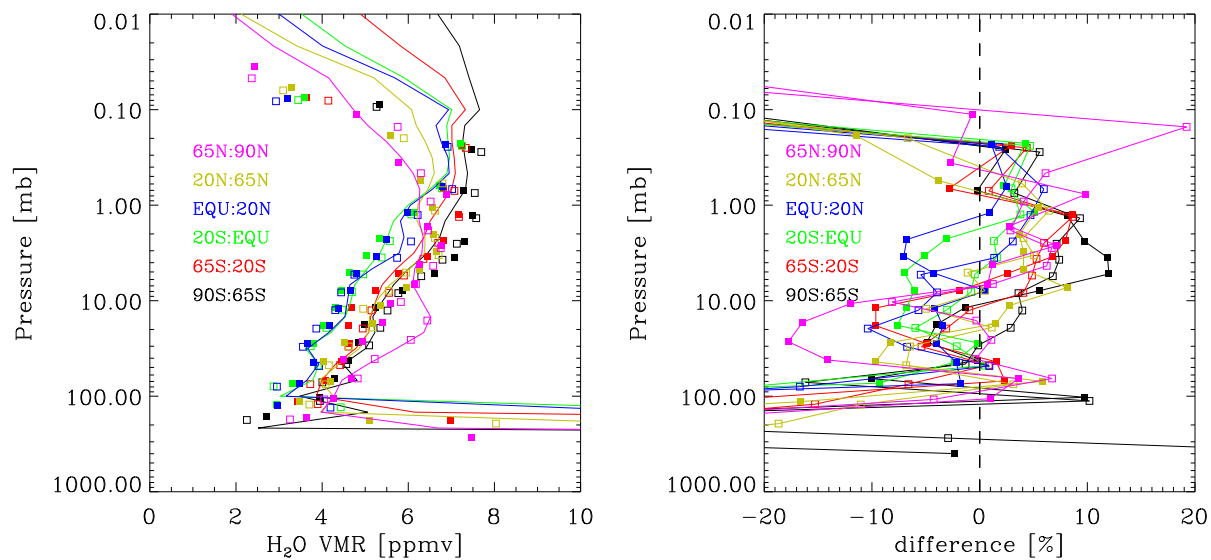 0.01
0.10
1.00
10.00
100.00
1000.00
Pressure [mb]
65N:90N
20N:65N
EQU:20N
20S:EQU
65S:20S
90S:65S
0 2 4 6 8 10
H₂O VMR [ppmv]
0.01
0.10
1.00
10.00
100.00
1000.00
Pressure [mb]
65N:90N
20N:65N
EQU:20N
20S:EQU
65S:20S
90S:65S
−20 −10 0 10 20
difference [%]